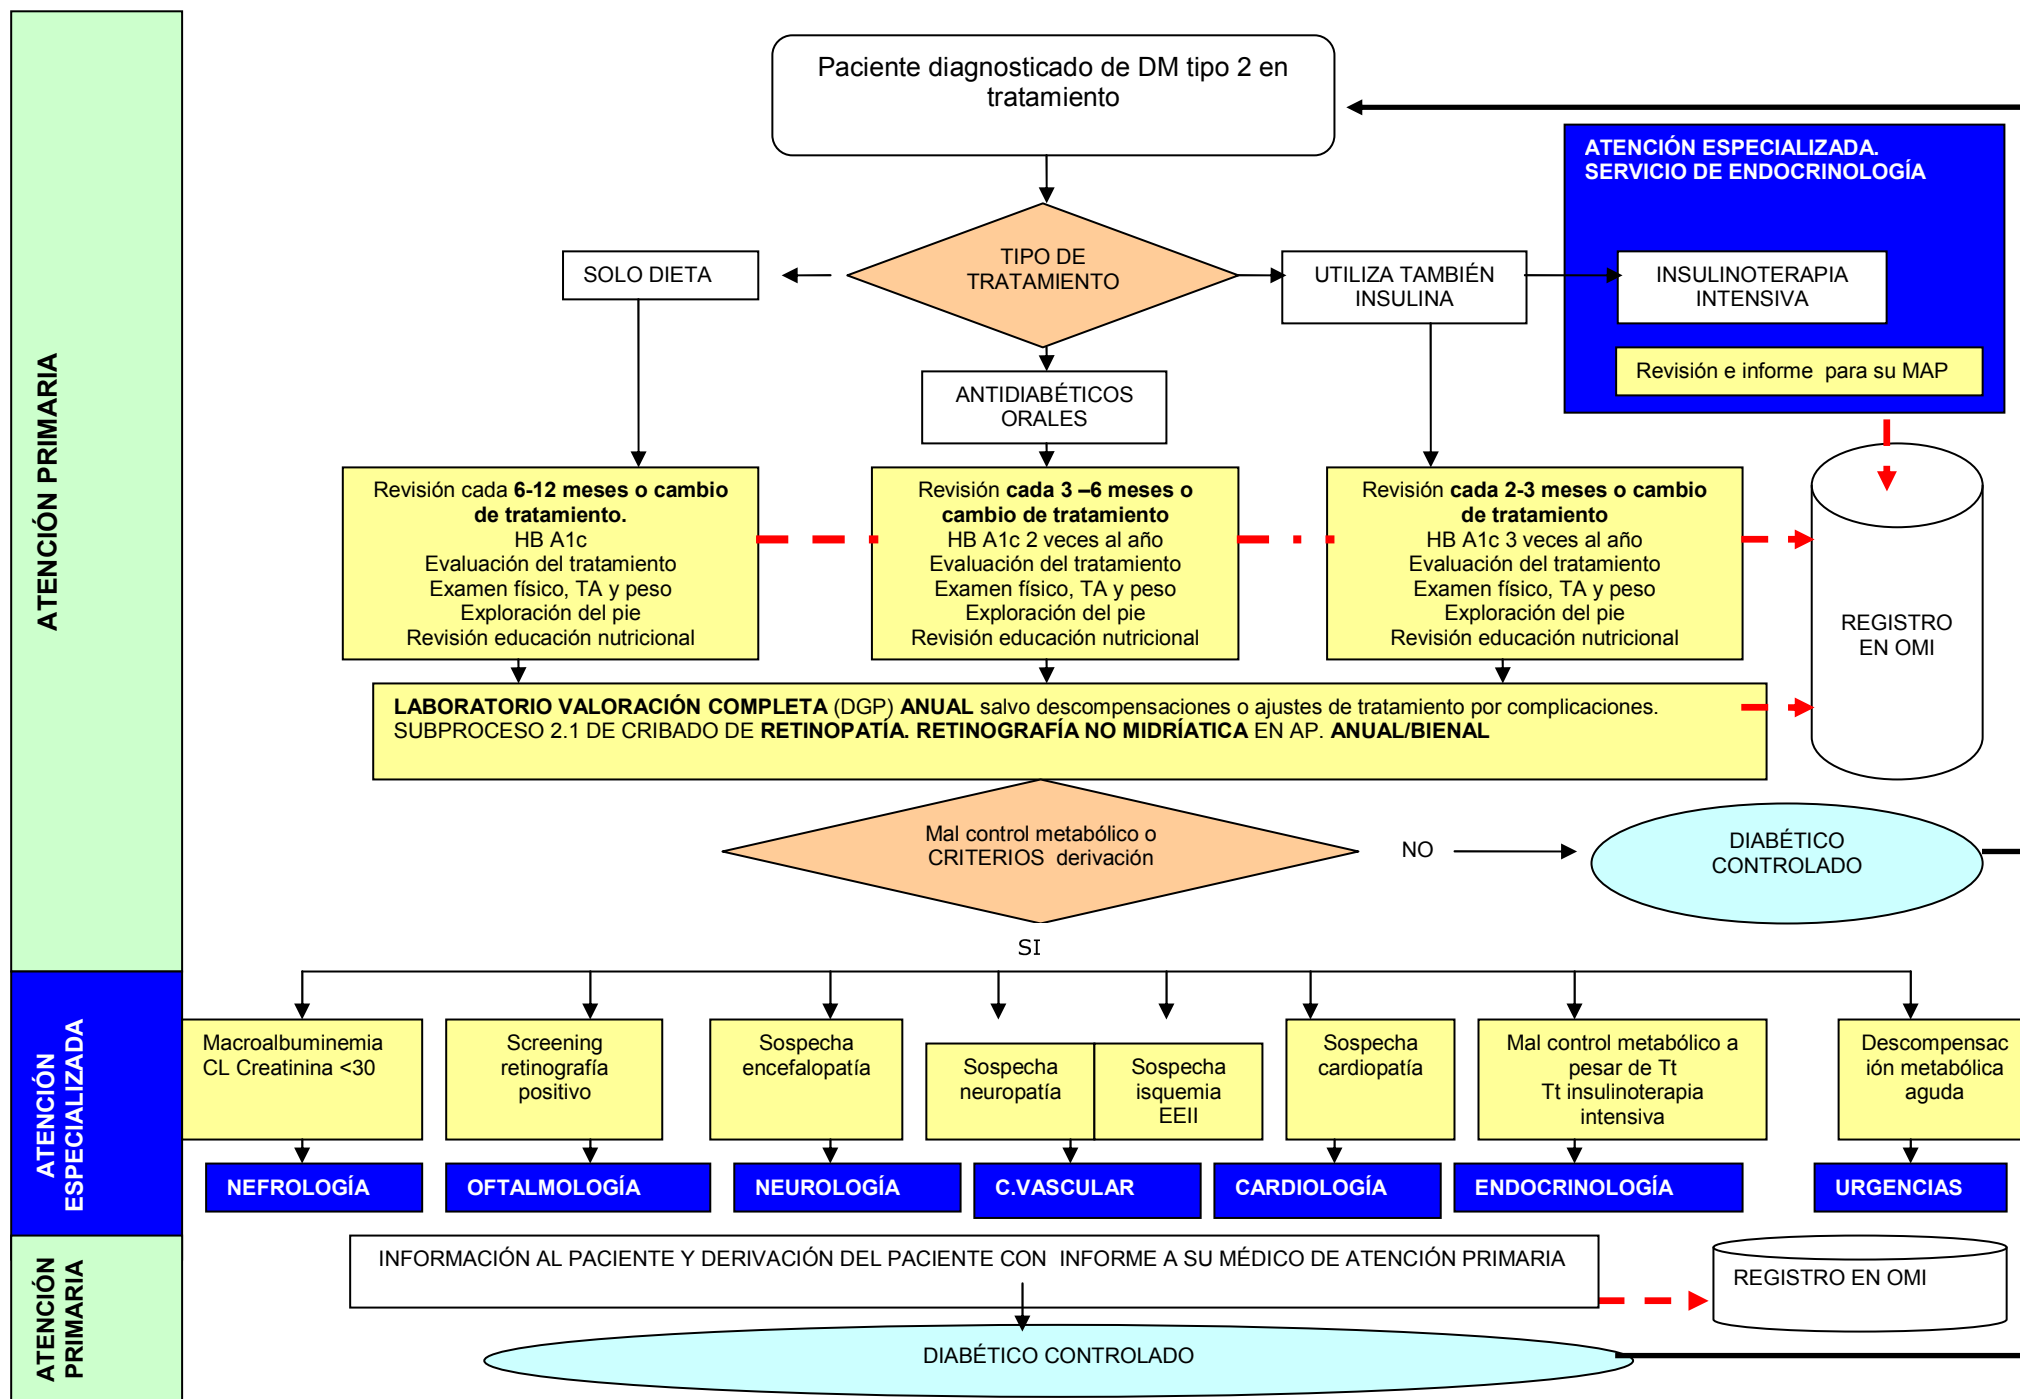 ATENCIÓN PRIMARIA
Paciente diagnosticado de DM tipo 2 en
tratamiento
ATENCIÓN ESPECIALIZADA.
SERVICIO DE ENDOCRINOLOGÍA
SOLO DIETA
TIPO DE
TRATAMIENTO
UTILIZA TAMBIÉN
INSULINA
INSULINOTERAPIA
INTENSIVA
Revisión e informe para su MAP
ANTIDIABÉTICOS
ORALES
Revisión cada 6-12 meses o cambio
de tratamiento.
HB A1c
Evaluación del tratamiento
Examen físico, TA y peso
Exploración del pie
Revisión educación nutricional
Revisión cada 3 –6 meses o
cambio de tratamiento
HB A1c 2 veces al año
Evaluación del tratamiento
Examen físico, TA y peso
Exploración del pie
Revisión educación nutricional
Revisión cada 2-3 meses o cambio
de tratamiento
HB A1c 3 veces al año
Evaluación del tratamiento
Examen físico, TA y peso
Exploración del pie
Revisión educación nutricional
REGISTRO
EN OMI
LABORATORIO VALORACIÓN COMPLETA (DGP) ANUAL salvo descompensaciones o ajustes de tratamiento por complicaciones.
SUBPROCESO 2.1 DE CRIBADO DE RETINOPATÍA. RETINOGRAFÍA NO MIDRÍATICA EN AP. ANUAL/BIENAL
Mal control metabólico o
CRITERIOS derivación
NO
DIABÉTICO
CONTROLADO
SI
ATENCIÓN
ESPECIALIZADA
Macroalbuminemia
CL Creatinina <30
Screening
retinografía
positivo
Sospecha
encefalopatía
Sospecha
neuropatía
Sospecha
isquemia
EEII
Sospecha
cardiopatía
Mal control metabólico a
pesar de Tt
Tt insulinoterapia
intensiva
Descompensac
ión metabólica
aguda
NEFROLOGÍA
OFTALMOLOGÍA
NEUROLOGÍA
C.VASCULAR
CARDIOLOGÍA
ENDOCRINOLOGÍA
URGENCIAS
ATENCIÓN
PRIMARIA
INFORMACIÓN AL PACIENTE Y DERIVACIÓN DEL PACIENTE CON INFORME A SU MÉDICO DE ATENCIÓN PRIMARIA
REGISTRO EN OMI
DIABÉTICO CONTROLADO